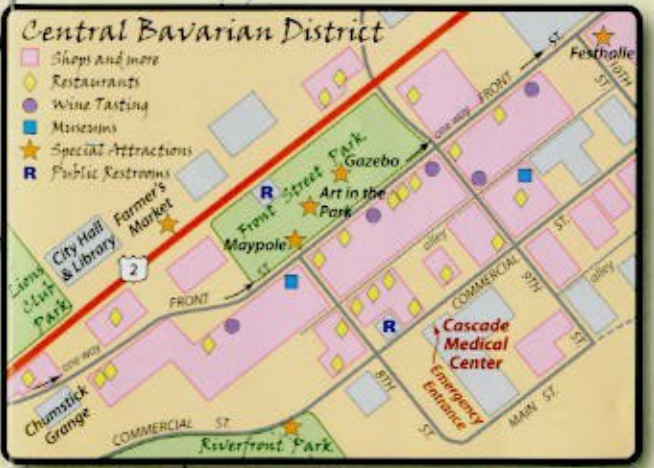 Central Bavarian District
Shops and more
Restaurants
Wine Tasting
Museums
Special Attractions
R Public Restrooms
Festhalle
10TH
ST.
FRONT
ST.
one way
Front Street Park
Gazebo
R
Art in the
Park
Maypole
Farmer's
Market
City Hall
& Library
2
Lions
Club
Park
FRONT
ST.
one way
alley
COMMERCIAL
ST.
9TH
ST.
alley
R
Cascade
Medical
Center
Emergency
Entrance
8TH
ST.
MAIN ST.
Chumstick
Grange
COMMERCIAL ST.
Riverfront Park